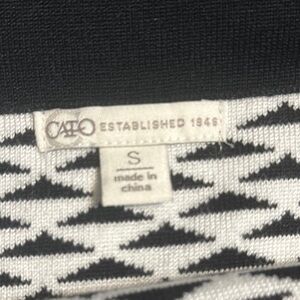 CATO ESTABLISHED 1946
S
made in
china